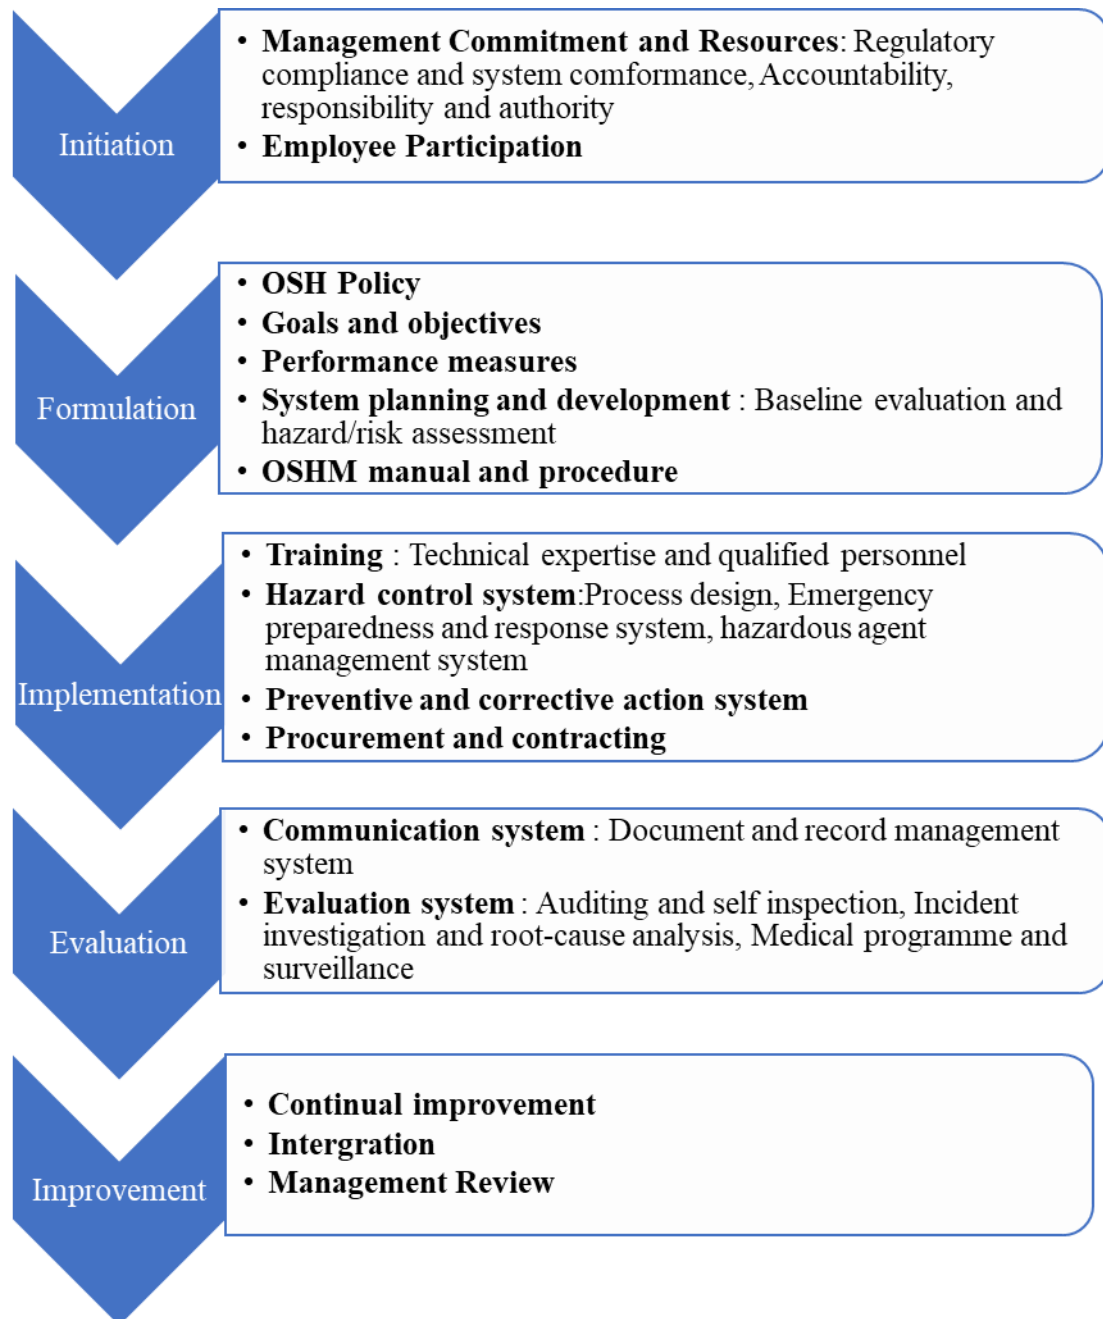 Initiation
• Management Commitment and Resources: Regulatory
compliance and system comformance, Accountability,
responsibility and authority
• Employee Participation
Formulation
• OSH Policy
• Goals and objectives
• Performance measures
• System planning and development : Baseline evaluation and
hazard/risk assessment
• OSHM manual and procedure
Implementation
• Training : Technical expertise and qualified personnel
• Hazard control system:Process design, Emergency
preparedness and response system, hazardous agent
management system
• Preventive and corrective action system
• Procurement and contracting
Evaluation
• Communication system : Document and record management
system
• Evaluation system : Auditing and self inspection, Incident
investigation and root-cause analysis, Medical programme and
surveillance
Improvement
• Continual improvement
• Intergration
• Management Review